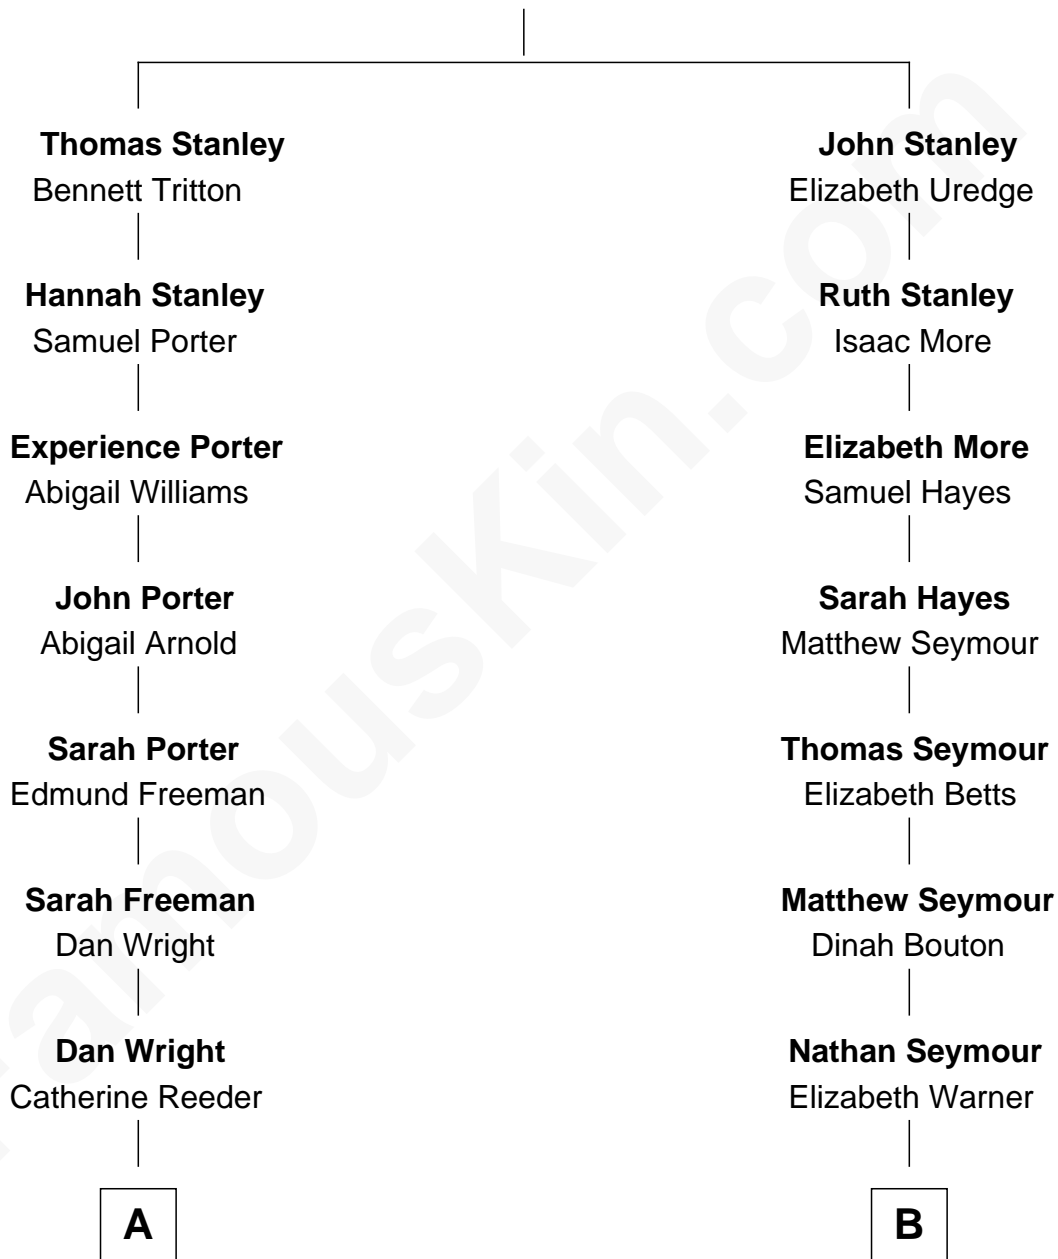 Thomas Stanley
Bennett Tritton
Hannah Stanley
Samuel Porter
Experience Porter
Abigail Williams
John Porter
Abigail Arnold
Sarah Porter
Edmund Freeman
Sarah Freeman
Dan Wright
Dan Wright
Catherine Reeder
A
John Stanley
Elizabeth Uredge
Ruth Stanley
Isaac More
Elizabeth More
Samuel Hayes
Sarah Hayes
Matthew Seymour
Thomas Seymour
Elizabeth Betts
Matthew Seymour
Dinah Bouton
Nathan Seymour
Elizabeth Warner
B
FamousKin.com